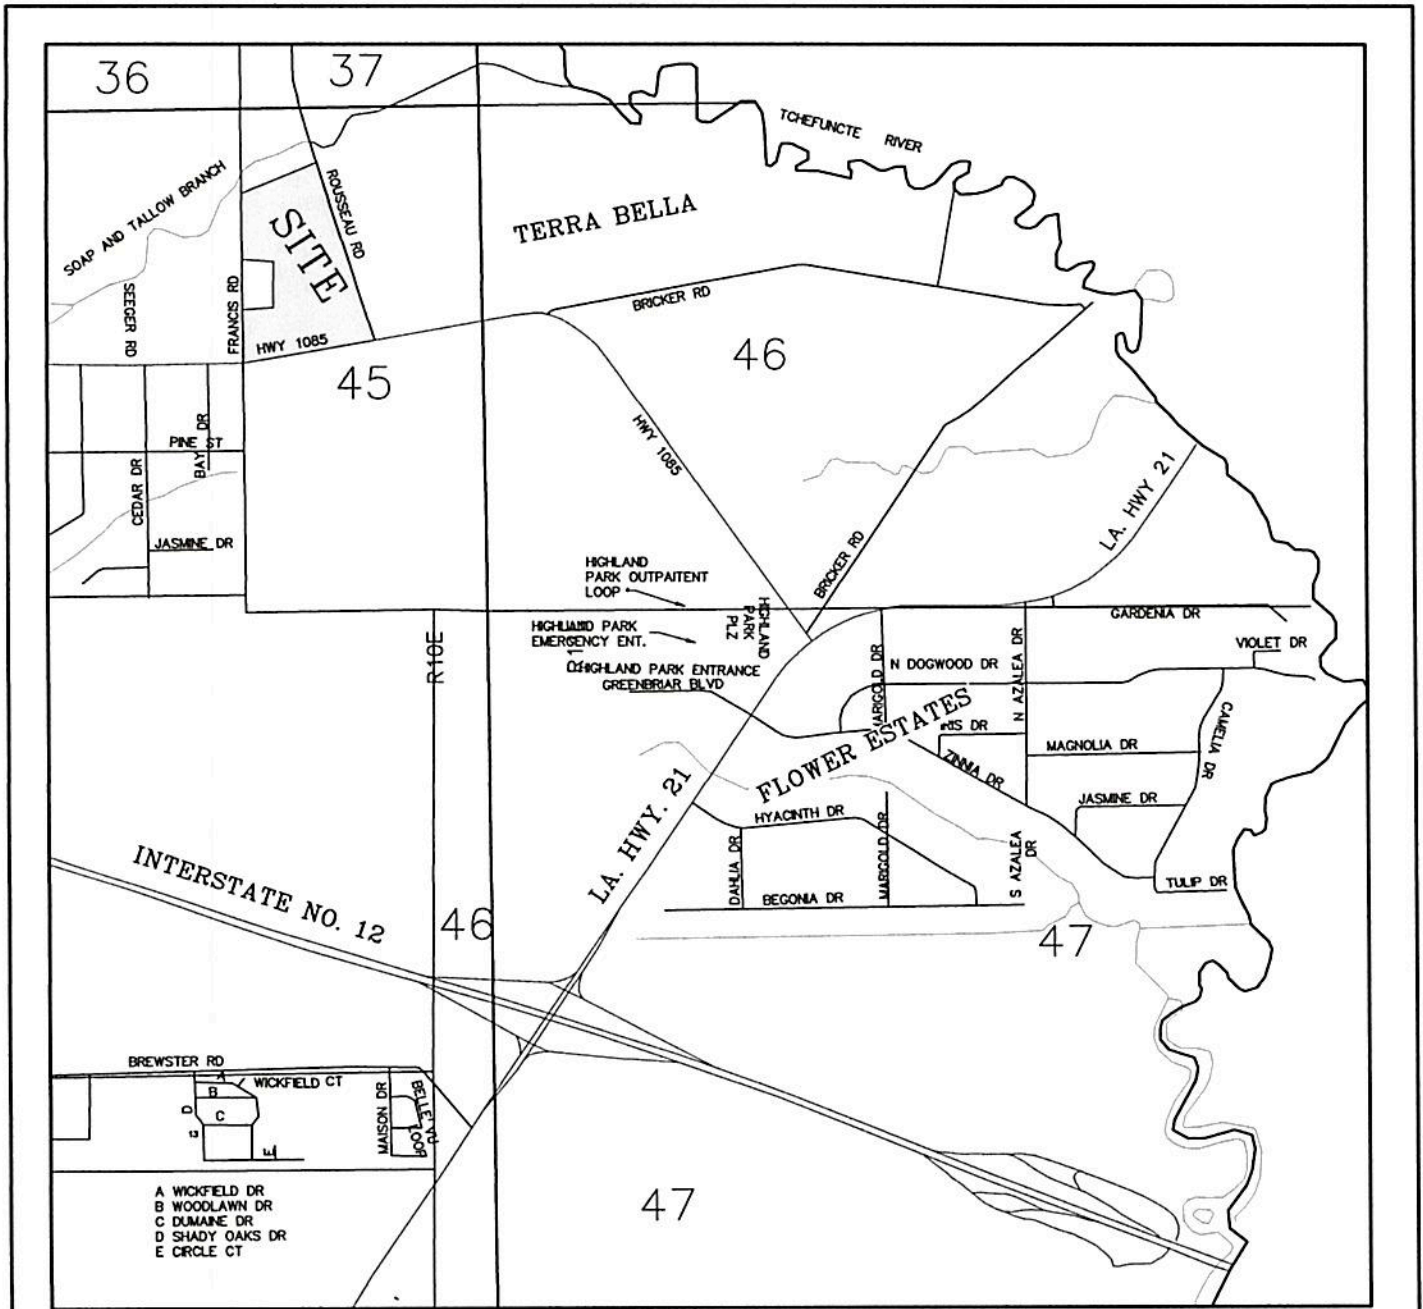 36
37
TCHEFUNCTE RIVER
SOAP AND TALLOW BRANCH
ROUSSEAU RD
SITE
TERRA BELLA
SEEGER RD
FRANCIS RD
BRICKER RD
HWY 1085
46
45
HWY 1085
PINE ST
BAY DR
CEDAR DR
LA. HWY 21
JASMINE DR
BRICKER RD
HIGHLAND
PARK OUTPAITENT
LOOP
HIGHLAND
PARK
PLZ
GARDENIA DR
HIGHLAND PARK
EMERGENCY ENT.
R10E
HIGHLAND PARK ENTRANCE
GREENBRIAR BLVD
MARIGOLD DR
N DOGWOOD DR
N AZALEA DR
VIOLET DR
IRIS DR
CAMELIA DR
FLOWER ESTATES
MAGNOLIA DR
ZINNIA DR
JASMINE DR
LA. HWY. 21
HYACINTH DR
MARIGOLD DR
S AZALEA
DR
DAHLIA DR
BEGONIA DR
TULIP DR
INTERSTATE NO. 12
46
47
BREWSTER RD
A
WICKFIELD CT
B
D
C
13
E
MAISON DR
LOOP
A WICKFIELD DR
B WOODLAWN DR
C DUMAINE DR
D SHADY OAKS DR
E CIRCLE CT
47